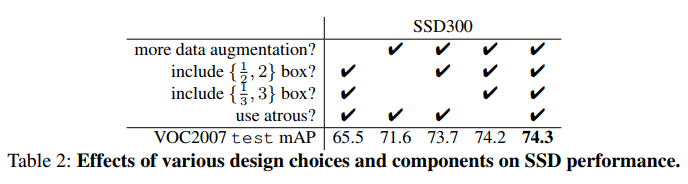 SSD300
more data augmentation? ✔ ✔ ✔ ✔
include {1/2, 2} box? ✔ ✔ ✔ ✔
include {1/3, 3} box? ✔ ✔ ✔
use atrous? ✔ ✔ ✔ ✔
VOC2007 test mAP 65.5 71.6 73.7 74.2 74.3
Table 2: Effects of various design choices and components on SSD performance.